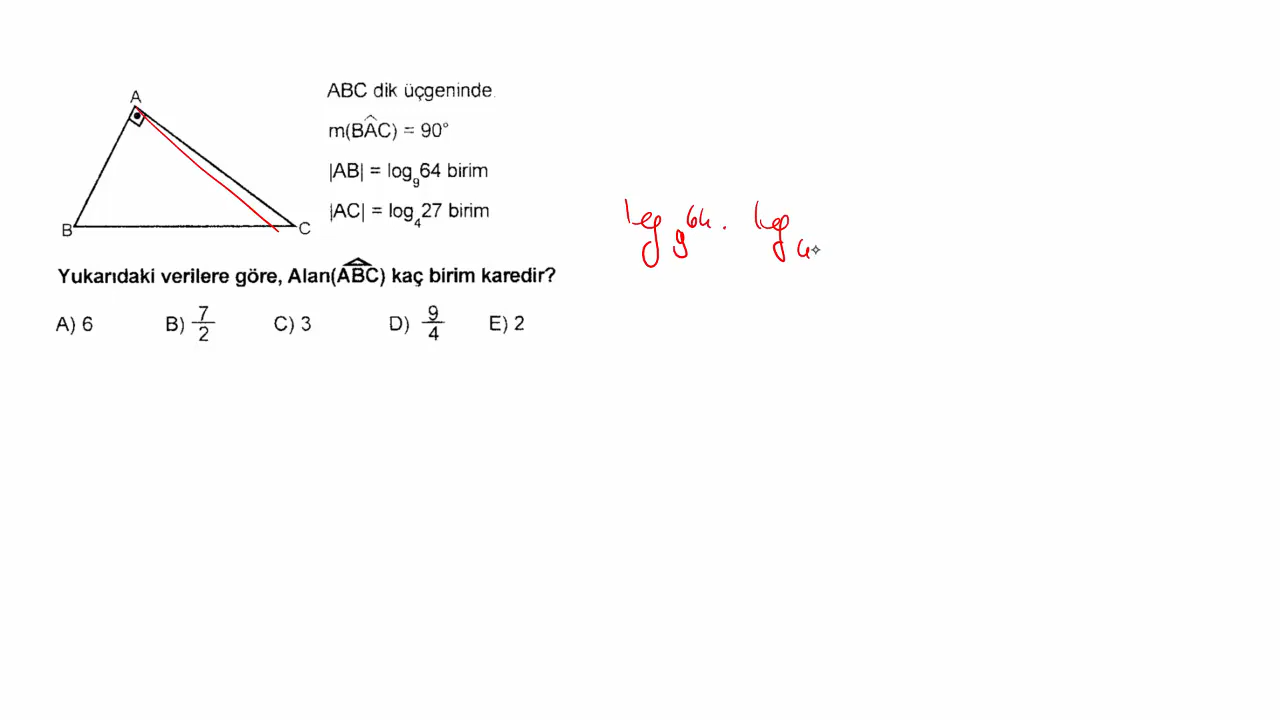 A
B
C
ABC dik üçgeninde
m(BAC) = 90°
|AB| = log₉64 birim
|AC| = log₄27 birim
log₉64 . log₄
Yukarıdaki verilere göre, Alan(ABC) kaç birim karedir?
A) 6 B) 7/2 C) 3 D) 9/4 E) 2